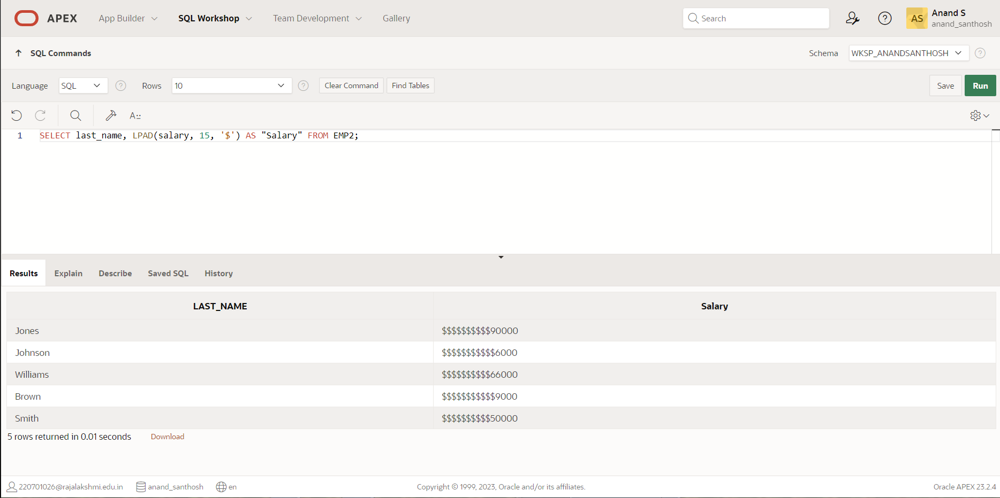 APEX App Builder SQL Workshop Team Development Gallery Search AS Anand S
anand_santhosh
SQL Commands Schema WKSP_ANANDSANTHOSH
Language SQL Rows 10 Clear Command Find Tables Save Run
A::
1 SELECT last_name, LPAD(salary, 15, '$') AS "Salary" FROM EMP2;
Results Explain Describe Saved SQL History
LAST_NAME Salary
Jones $$$$$$$$$$90000
Johnson $$$$$$$$$$$6000
Williams $$$$$$$$$$66000
Brown $$$$$$$$$$$9000
Smith $$$$$$$$$$50000
5 rows returned in 0.01 seconds Download
220701026@rajalakshmi.edu.in anand_santhosh en Copyright © 1999, 2023, Oracle and/or its affiliates. Oracle APEX 23.2.4